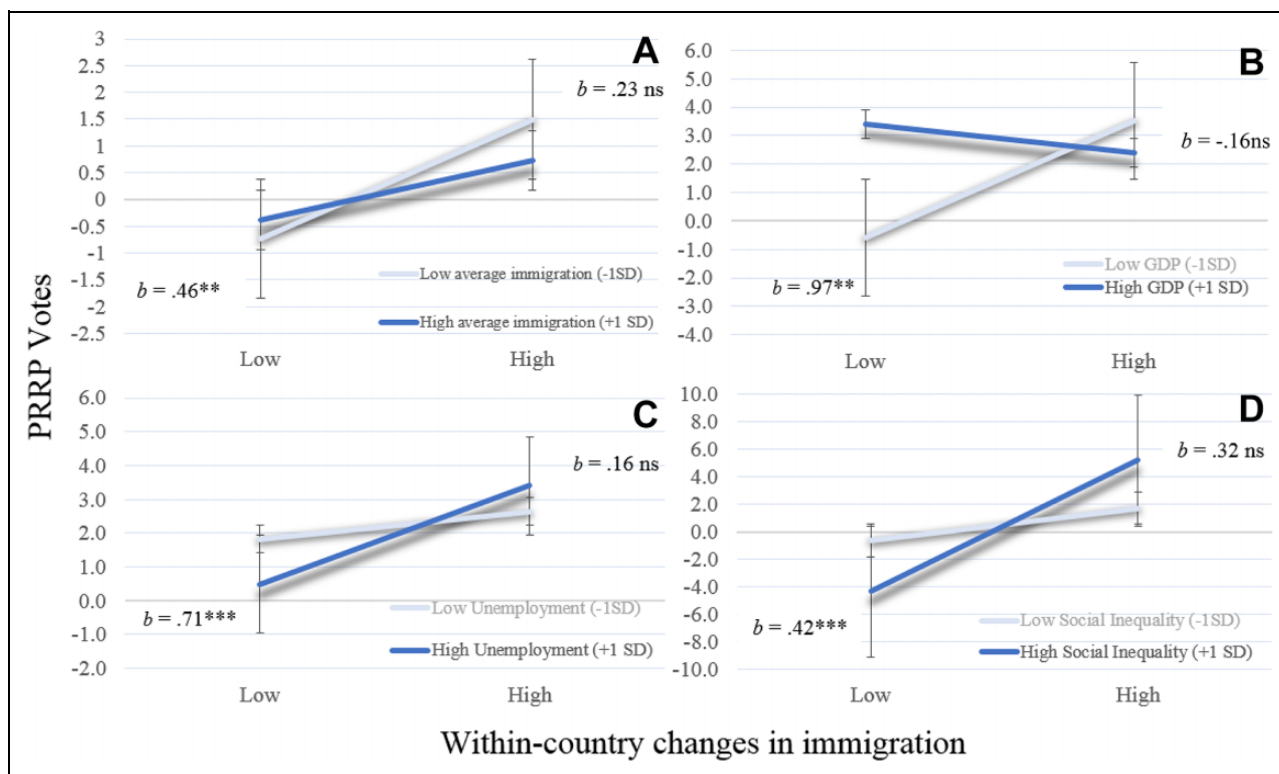 PRRP Votes
A
3
2.5
2
1.5
1
0.5
0
-0.5
-1
-1.5
-2
-2.5
b = .23 ns
b = .46**
Low average immigration (-1SD)
High average immigration (+1 SD)
Low High
B
6.0
5.0
4.0
3.0
2.0
1.0
0.0
-1.0
-2.0
-3.0
-4.0
b = -.16ns
b = .97**
Low GDP (-1SD)
High GDP (+1 SD)
Low High
C
6.0
5.0
4.0
3.0
2.0
1.0
0.0
-1.0
-2.0
b = .16 ns
b = .71***
Low Unemployment (-1SD)
High Unemployment (+1 SD)
Low High
D
10.0
8.0
6.0
4.0
2.0
0.0
-2.0
-4.0
-6.0
-8.0
-10.0
b = .32 ns
b = .42***
Low Social Inequality (-1SD)
High Social Inequality (+1 SD)
Low High
Within-country changes in immigration